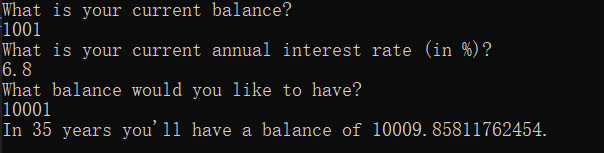 What is your current balance?
1001
What is your current annual interest rate (in %)?
6.8
What balance would you like to have?
10001
In 35 years you'll have a balance of 10009.85811762454.